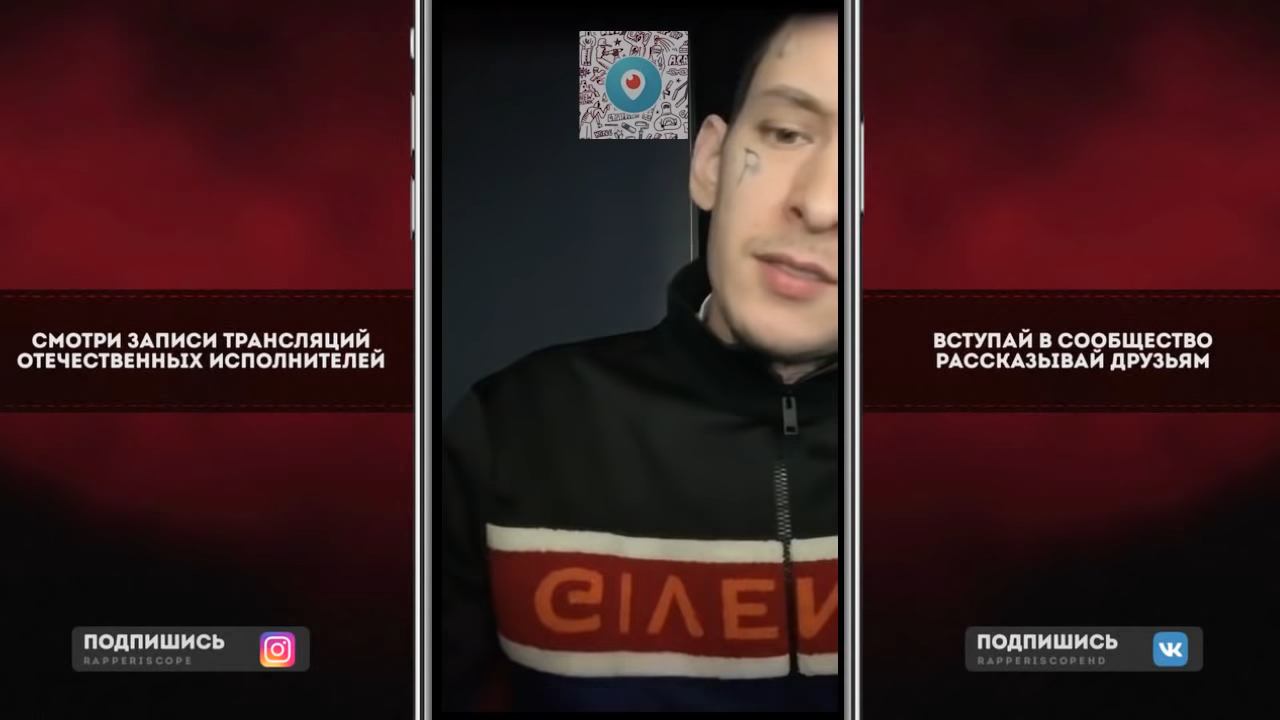 СМОТРИ ЗАПИСИ ТРАНСЛЯЦИЙ
ОТЕЧЕСТВЕННЫХ ИСПОЛНИТЕЛЕЙ
ВСТУПАЙ В СООБЩЕСТВО
РАССКАЗЫВАЙ ДРУЗЬЯМ
ПОДПИШИСЬ
RAPPERISCOPE
ПОДПИШИСЬ
RAPPERISCOPEHD